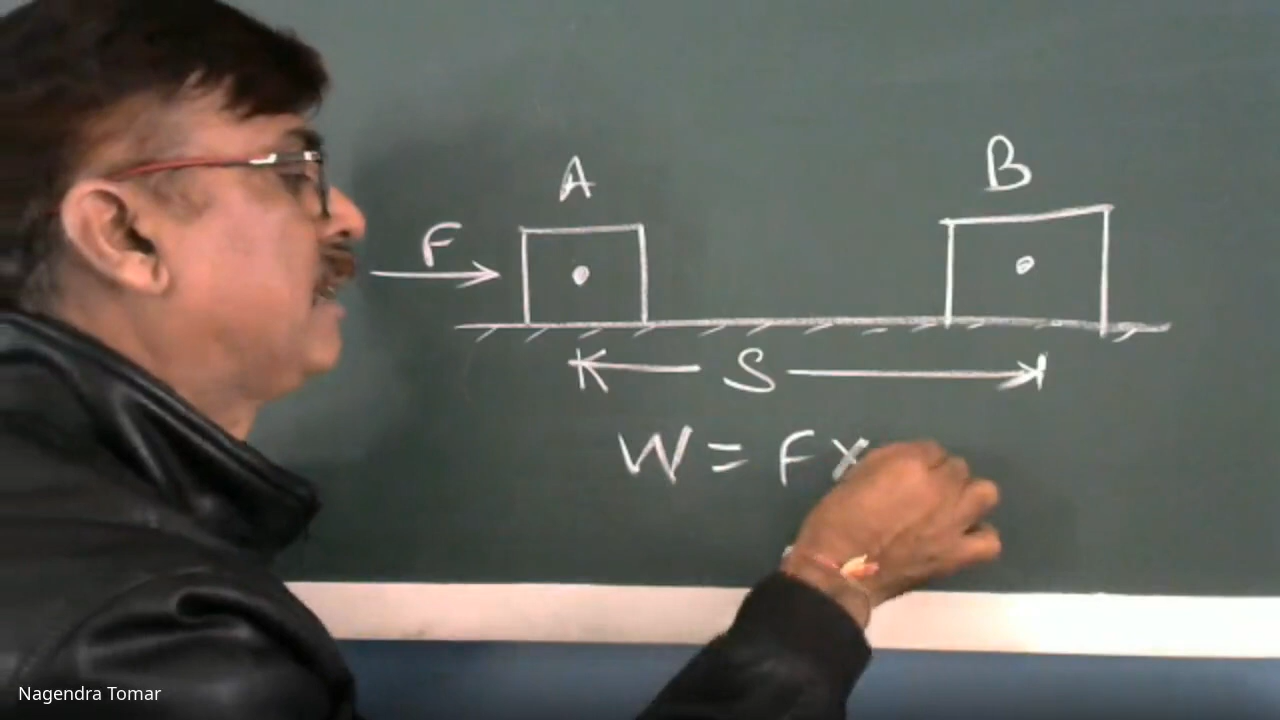 A B
F
S
W = F x
Nagendra Tomar